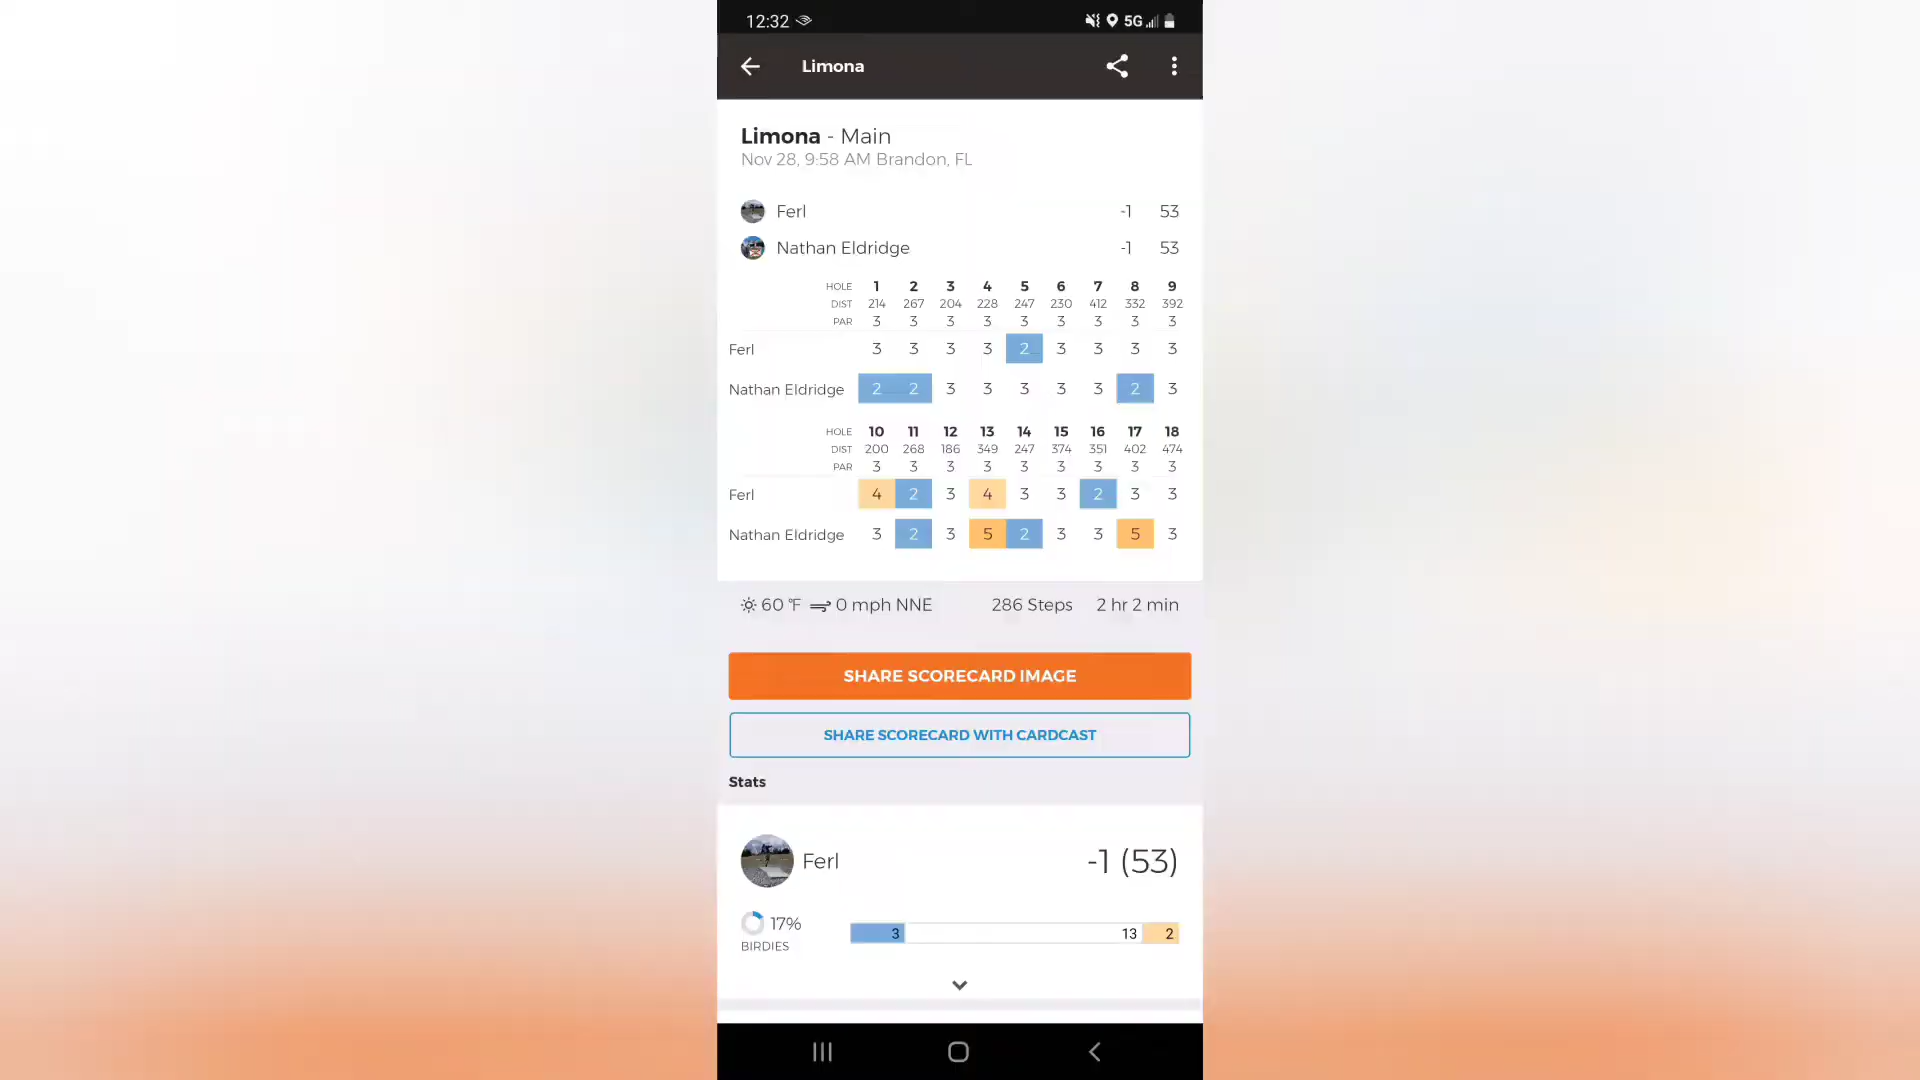 12:32 5G
Limona
Limona - Main
Nov 28, 9:58 AM Brandon, FL
Ferl -1 53
Nathan Eldridge -1 53
HOLE 1 2 3 4 5 6 7 8 9
DIST 214 267 204 228 247 230 412 332 392
PAR 3 3 3 3 3 3 3 3 3
Ferl 3 3 3 3 2 3 3 3 3
Nathan Eldridge 2 2 3 3 3 3 3 2 3
HOLE 10 11 12 13 14 15 16 17 18
DIST 200 268 186 349 247 374 351 402 474
PAR 3 3 3 3 3 3 3 3 3
Ferl 4 2 3 4 3 3 2 3 3
Nathan Eldridge 3 2 3 5 2 3 3 5 3
60 °F 0 mph NNE 286 Steps 2 hr 2 min
SHARE SCORECARD IMAGE
SHARE SCORECARD WITH CARDCAST
Stats
Ferl -1 (53)
17% 3 13 2
BIRDIES